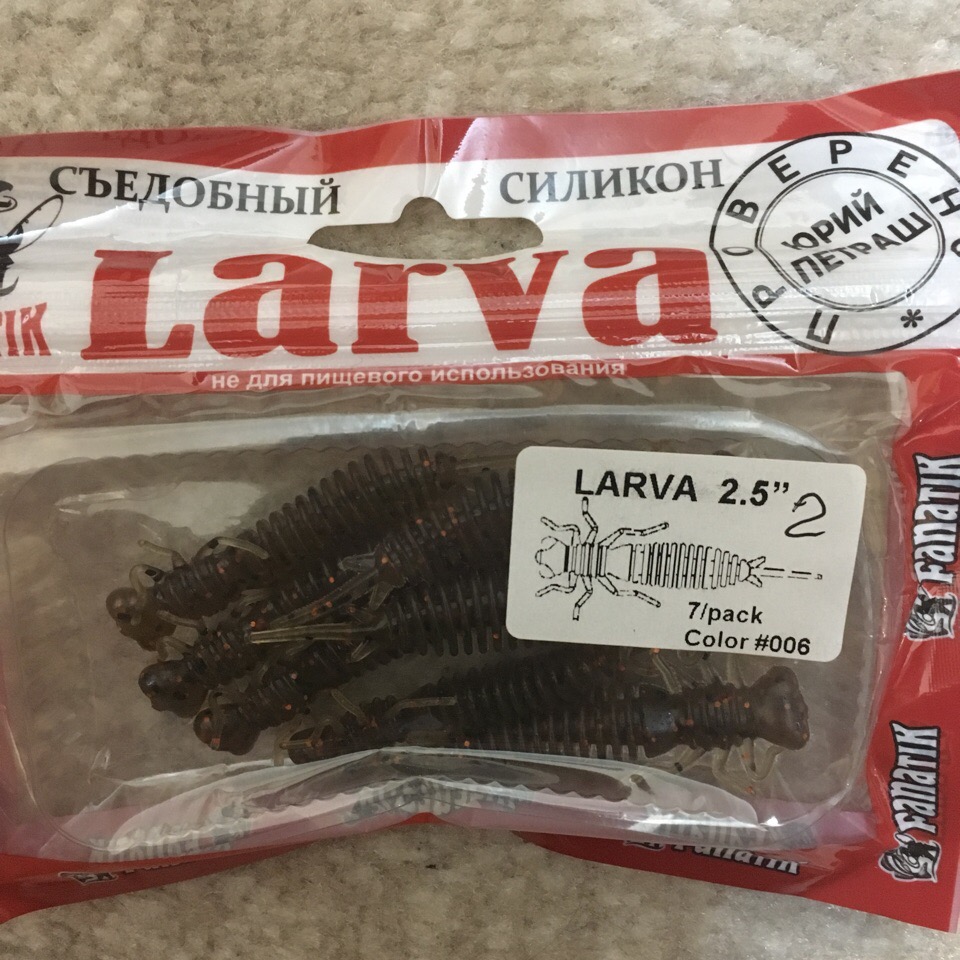 СЪЕДОБНЫЙ СИЛИКОН
Larva
не для пищевого использования
ПРОВЕРЕНО *
ЮРИЙ
ПЕТРАШ
LARVA 2.5”
2
7/pack
Color #006
Fanatik
Fanatik
Fanatik